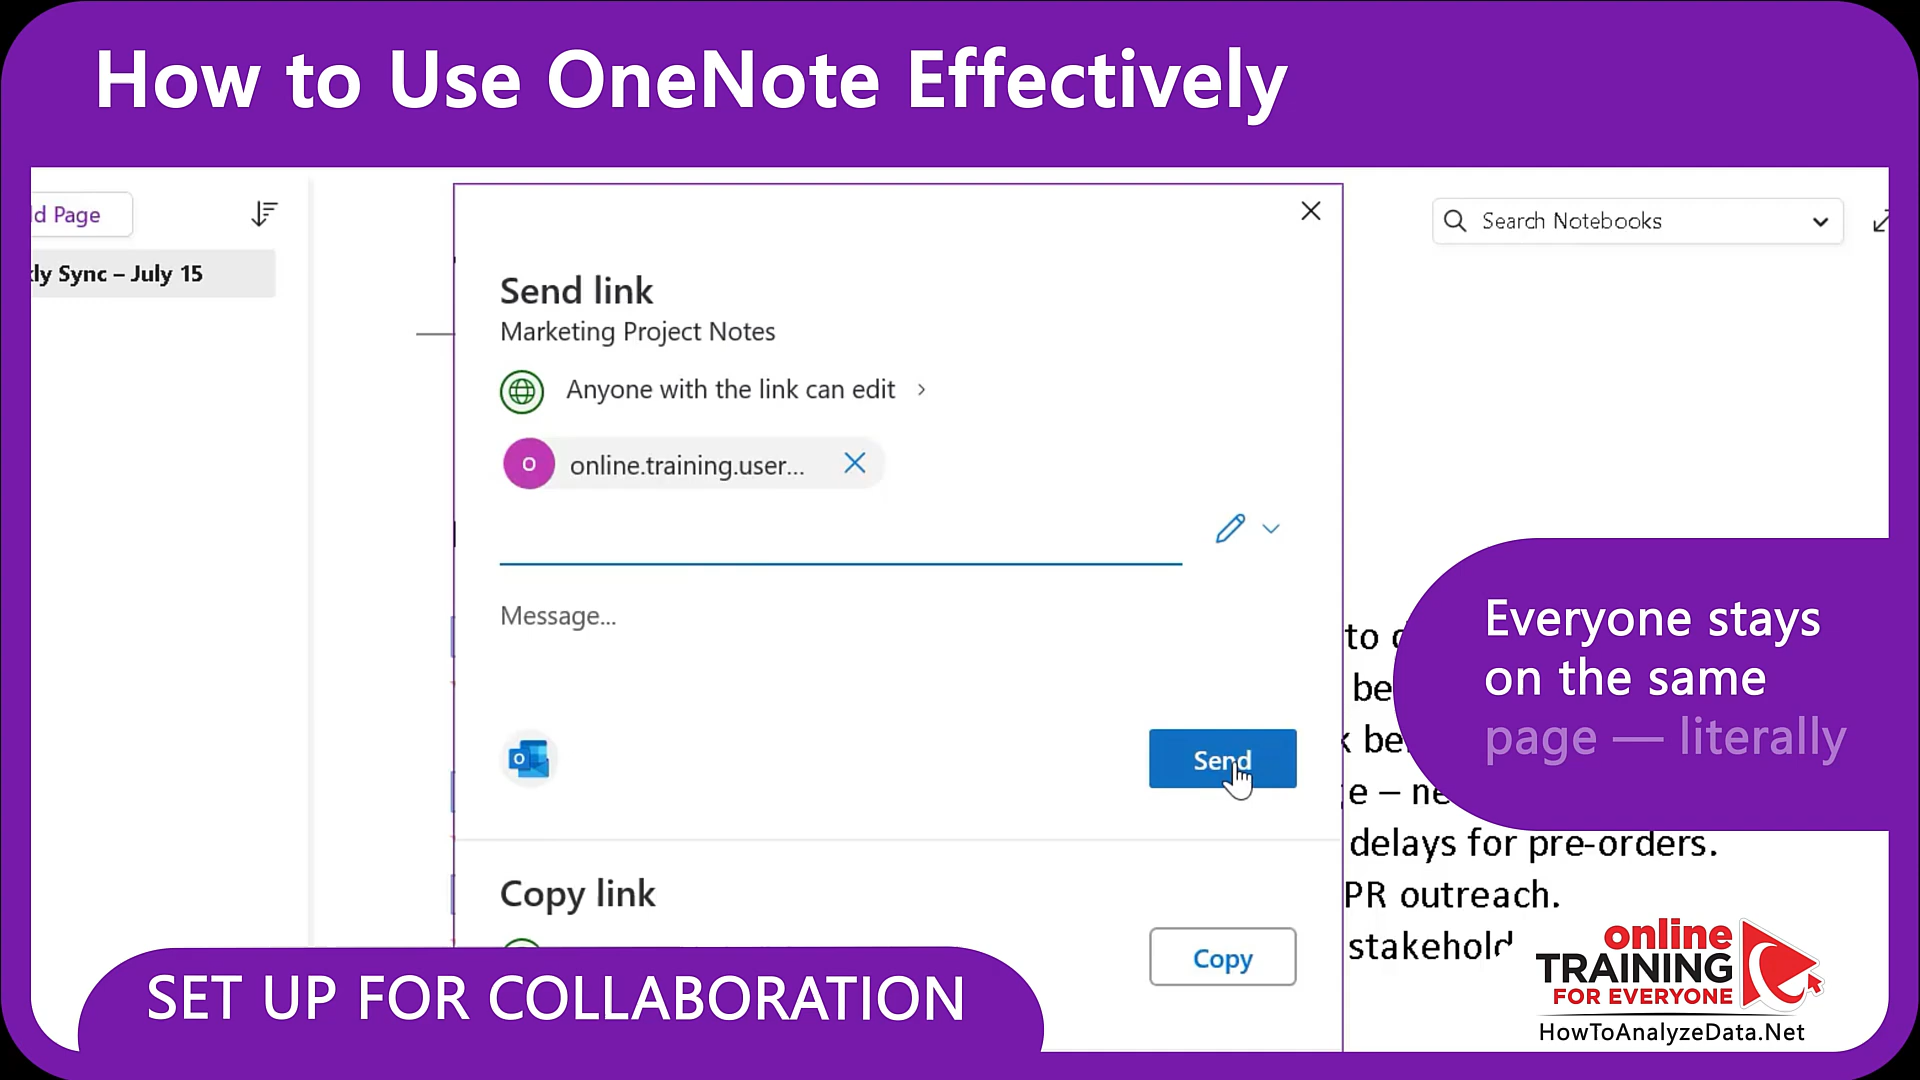 How to Use OneNote Effectively
d Page
Search Notebooks
kly Sync – July 15
Send link
Marketing Project Notes
Anyone with the link can edit
O
online.training.user...
Message...
Send
Copy link
Copy
to
be
be
e – ne
delays for pre-orders.
PR outreach.
Everyone stays
on the same
page — literally
SET UP FOR COLLABORATION
online
TRAINING
FOR EVERYONE
HowToAnalyzeData.Net